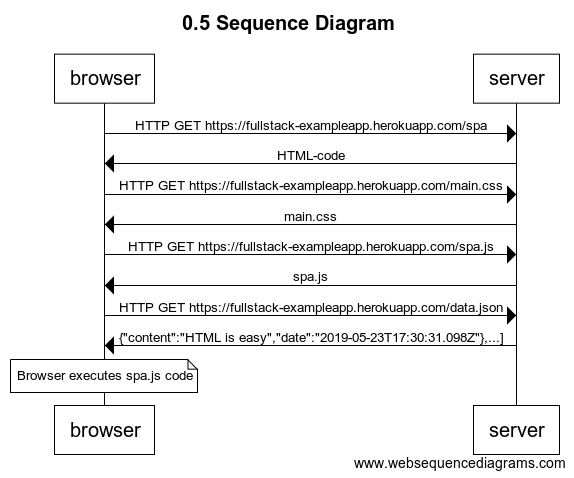 0.5 Sequence Diagram
browser
server
HTTP GET https://fullstack-exampleapp.herokuapp.com/spa
HTML-code
HTTP GET https://fullstack-exampleapp.herokuapp.com/main.css
main.css
HTTP GET https://fullstack-exampleapp.herokuapp.com/spa.js
spa.js
HTTP GET https://fullstack-exampleapp.herokuapp.com/data.json
{"content":"HTML is easy","date":"2019-05-23T17:30:31.098Z"},...]
Browser executes spa.js code
browser
server
www.websequencediagrams.com